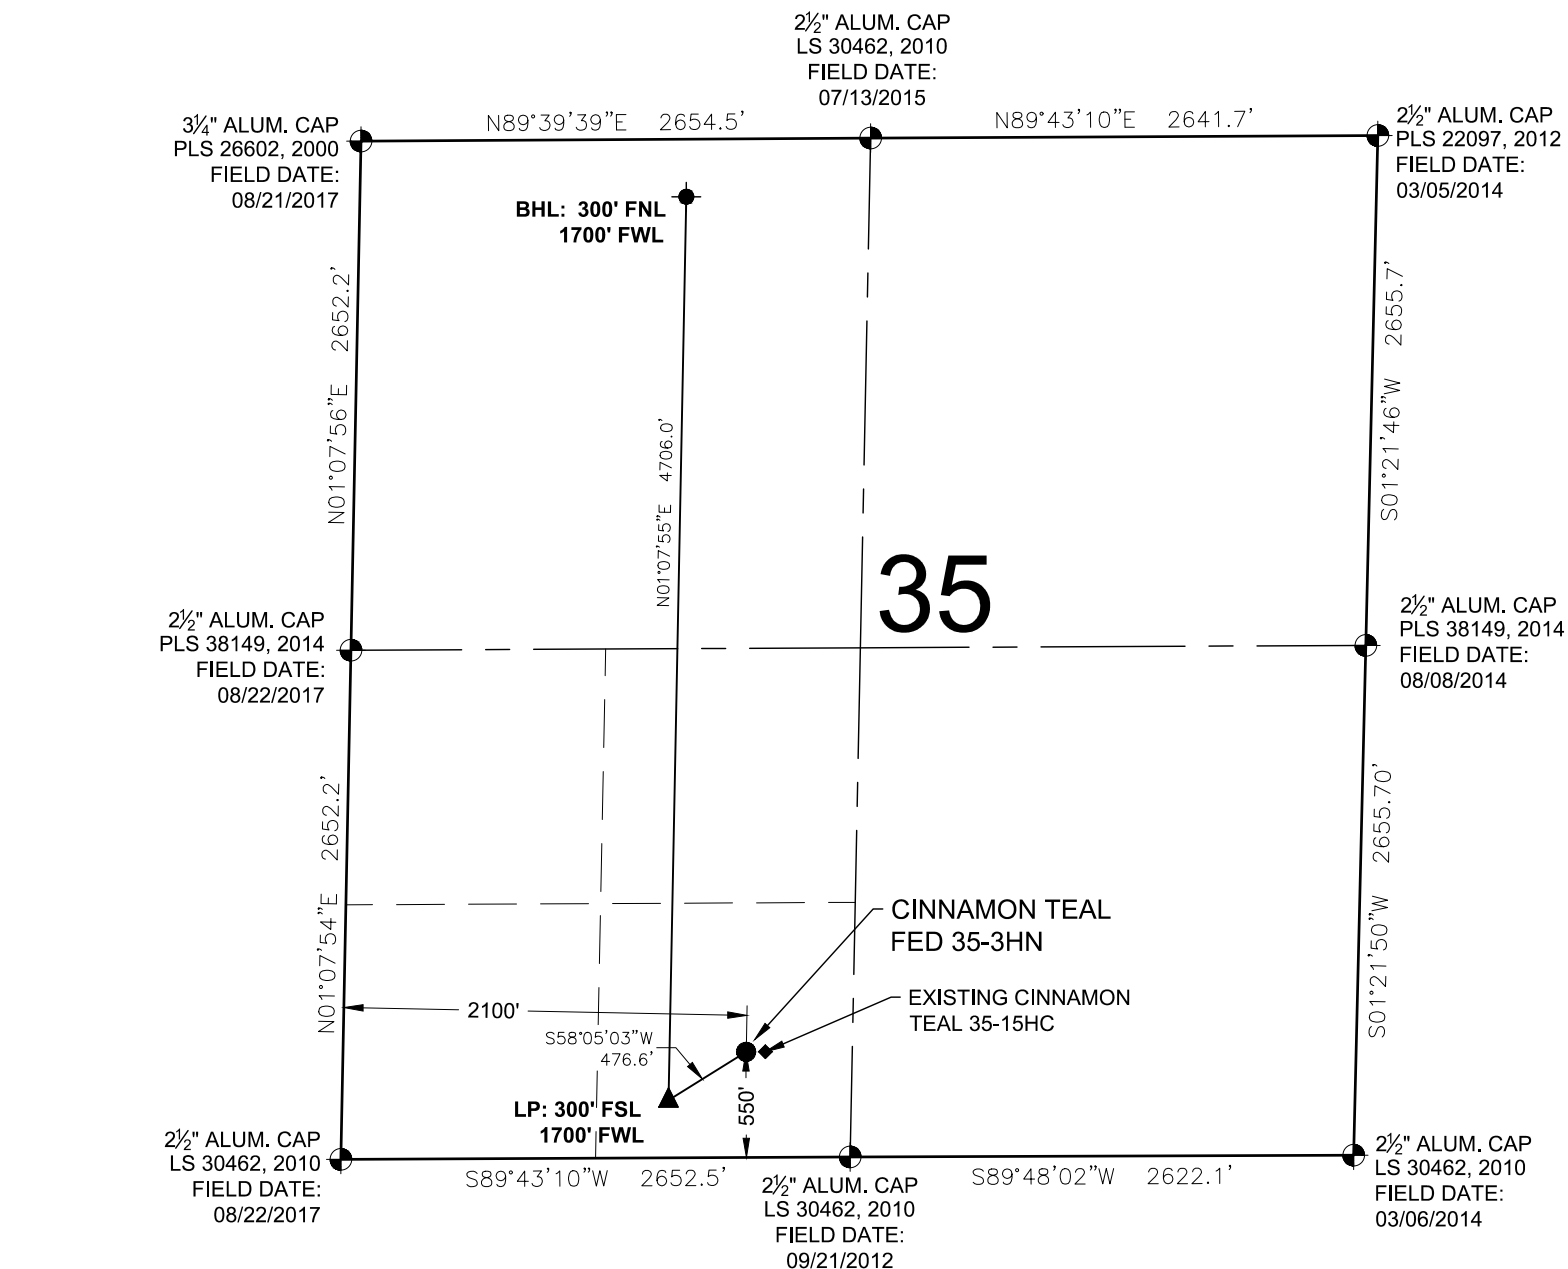 2½" ALUM. CAP
LS 30462, 2010
FIELD DATE:
07/13/2015
3¼" ALUM. CAP
PLS 26602, 2000
FIELD DATE:
08/21/2017
N89°39'39"E 2654.5'
N89°43'10"E 2641.7'
2½" ALUM. CAP
PLS 22097, 2012
FIELD DATE:
03/05/2014
BHL: 300' FNL
1700' FWL
N01°07'56"E 2652.2'
N01°07'55"E 4706.0'
S01°21'46"W 2655.7'
35
2½" ALUM. CAP
PLS 38149, 2014
FIELD DATE:
08/22/2017
2½" ALUM. CAP
PLS 38149, 2014
FIELD DATE:
08/08/2014
N01°07'54"E 2652.2'
S01°21'50"W 2655.70'
CINNAMON TEAL
FED 35-3HN
EXISTING CINNAMON
TEAL 35-15HC
2100'
S58°05'03"W
476.6'
550'
LP: 300' FSL
1700' FWL
2½" ALUM. CAP
LS 30462, 2010
FIELD DATE:
08/22/2017
S89°43'10"W 2652.5'
2½" ALUM. CAP
LS 30462, 2010
FIELD DATE:
09/21/2012
S89°48'02"W 2622.1'
2½" ALUM. CAP
LS 30462, 2010
FIELD DATE:
03/06/2014